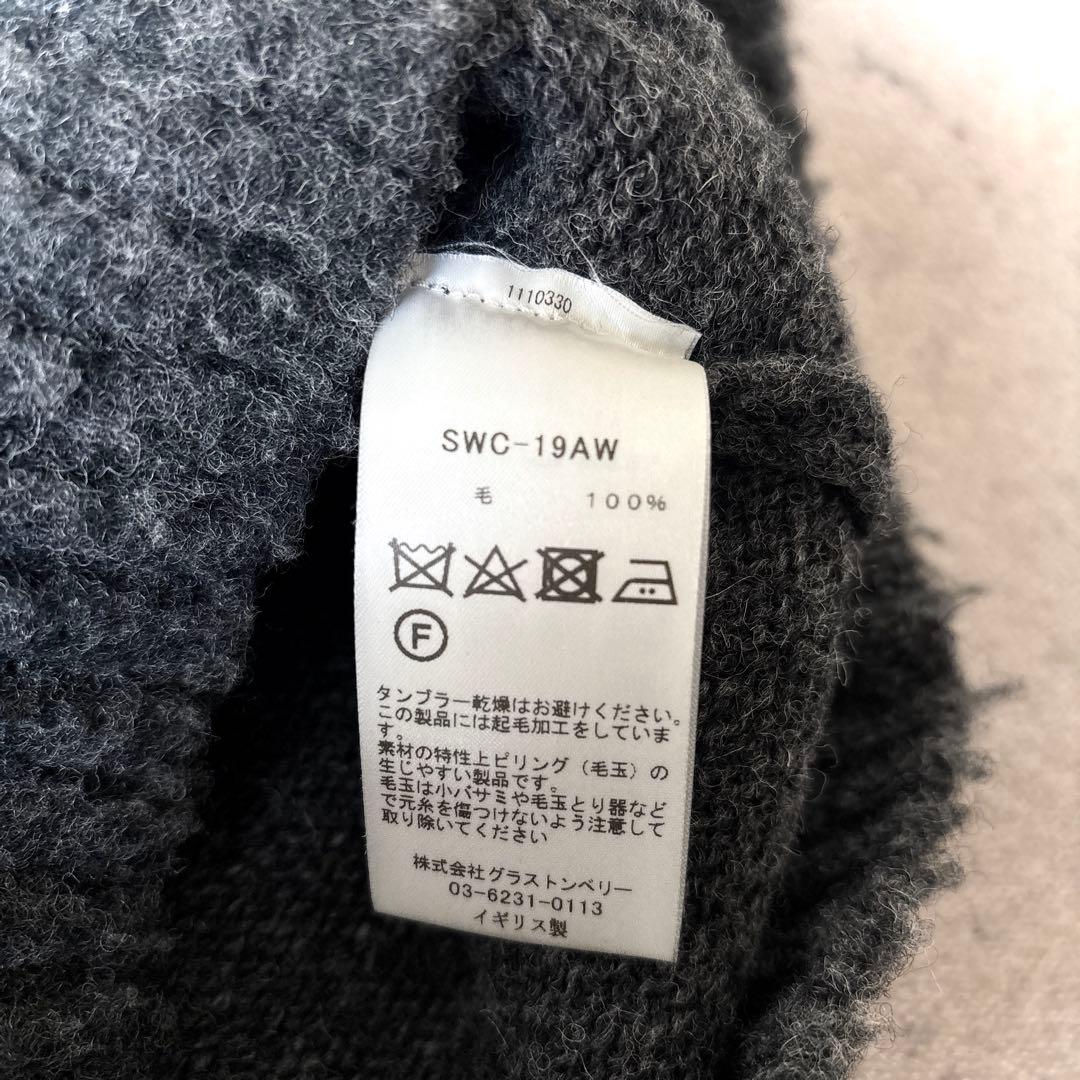 1110330
SWC-19AW
毛 100%
F
タンブラー乾燥はお避けください。
この製品には起毛加工をしていま
す。
素材の特性上ピリング（毛玉）の
生じやすい製品です。
毛玉は小バサミや毛玉とり器など
で元糸を傷つけないよう注意して
取り除いてください
株式会社グラストンベリー
03-6231-0113
イギリス製